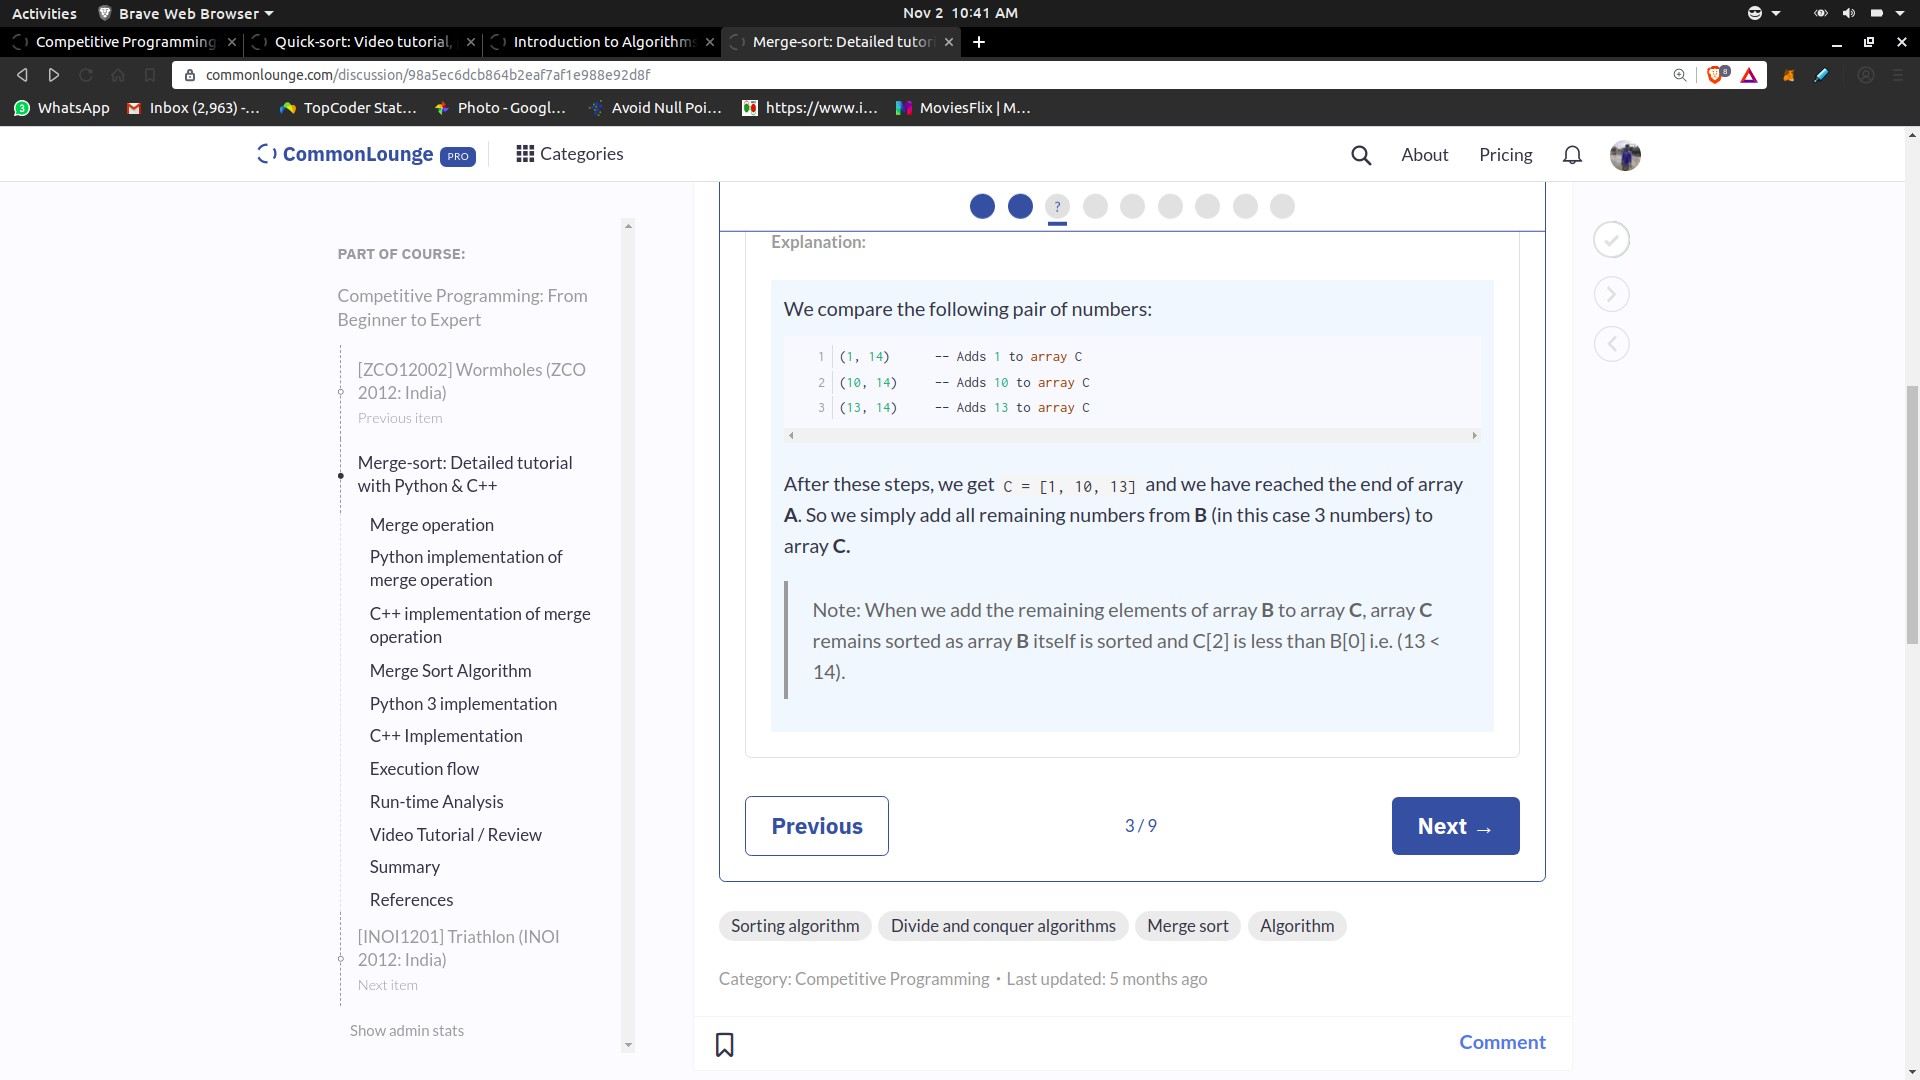 Activities Brave Web Browser Nov 2 10:41 AM
Competitive Programming Quick-sort: Video tutorial, Introduction to Algorithms Merge-sort: Detailed tutori
commonlounge.com/discussion/98a5ec6dcb864b2eaf7af1e988e92d8f 8
3 WhatsApp Inbox (2,963) -... TopCoder Stat... Photo - Googl... Avoid Null Poi... https://www.i... MoviesFlix | M...
CommonLounge PRO Categories About Pricing
?
PART OF COURSE:
Competitive Programming: From
Beginner to Expert
[ZCO12002] Wormholes (ZCO
2012: India)
Previous item
Merge-sort: Detailed tutorial
with Python & C++
Merge operation
Python implementation of
merge operation
C++ implementation of merge
operation
Merge Sort Algorithm
Python 3 implementation
C++ Implementation
Execution flow
Run-time Analysis
Video Tutorial / Review
Summary
References
[INOI1201] Triathlon (INOI
2012: India)
Next item
Show admin stats
Explanation:
We compare the following pair of numbers:
1 (1, 14) -- Adds 1 to array C
2 (10, 14) -- Adds 10 to array C
3 (13, 14) -- Adds 13 to array C
After these steps, we get C = [1, 10, 13] and we have reached the end of array
A. So we simply add all remaining numbers from B (in this case 3 numbers) to
array C.
Note: When we add the remaining elements of array B to array C, array C
remains sorted as array B itself is sorted and C[2] is less than B[0] i.e. (13 <
14).
Previous 3 / 9 Next →
Sorting algorithm Divide and conquer algorithms Merge sort Algorithm
Category: Competitive Programming • Last updated: 5 months ago
Comment